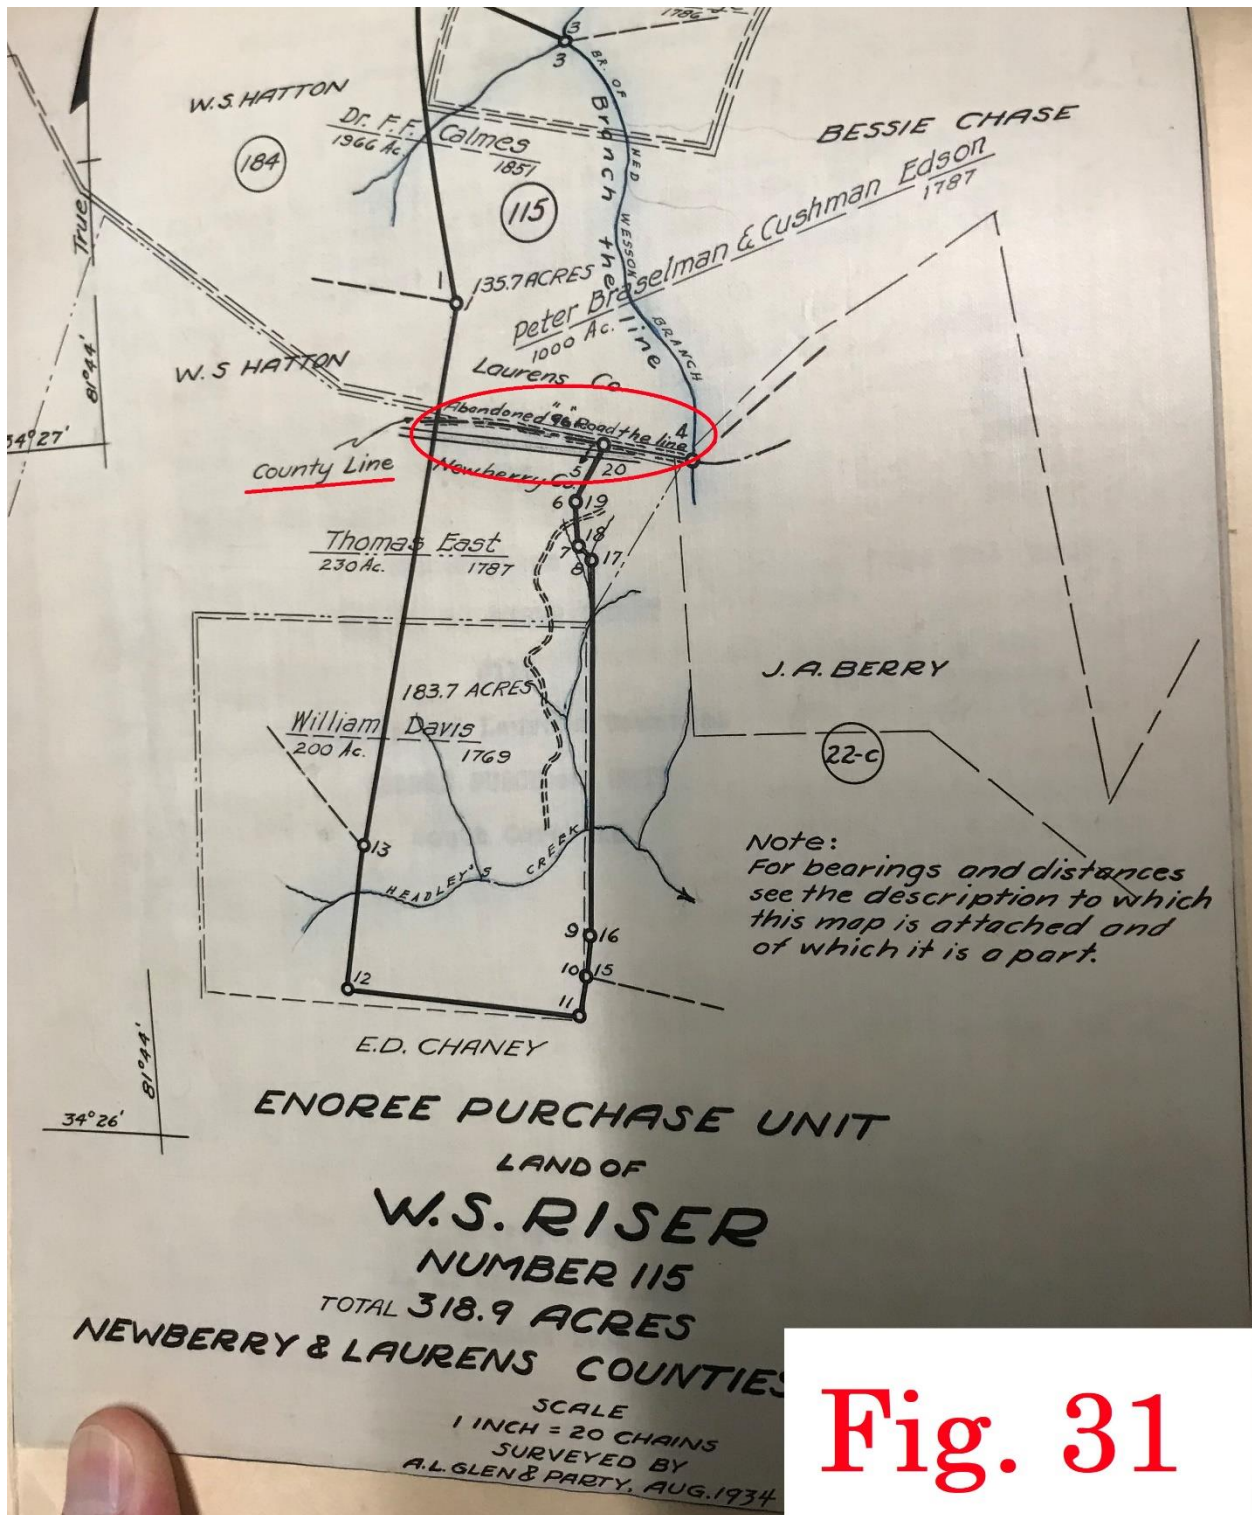 3
3
1786
W.S. HATTON
184
Dr. F.F. Calmes
1966 Ac. 1851
115
BR. OF
NED
WESSON
BRANCH
Branch the line
BESSIE CHASE
Peter Braselman & Cushman Edson
1000 Ac. 1787
True
81°44'
34°27'
1
135.7 ACRES
W.S HATTON
Laurens Co.
Abandoned "96" Road the line
4
County Line
Newberry Co.
5 20
6 19
7 18
8 17
Thomas East
230 Ac. 1787
183.7 ACRES
William Davis
200 Ac. 1769
J.A. BERRY
22-C
13
HEADLEY'S CREEK
Note:
For bearings and distances
see the description to which
this map is attached and
of which it is a part.
9 16
10 15
11
12
E.D. CHANEY
81°44'
34°26'
ENOREE PURCHASE UNIT
LAND OF
W.S. RISER
NUMBER 115
TOTAL 318.9 ACRES
NEWBERRY & LAURENS COUNTIES
SCALE
1 INCH = 20 CHAINS
SURVEYED BY
A.L. GLEN & PARTY, AUG. 1934
Fig. 31